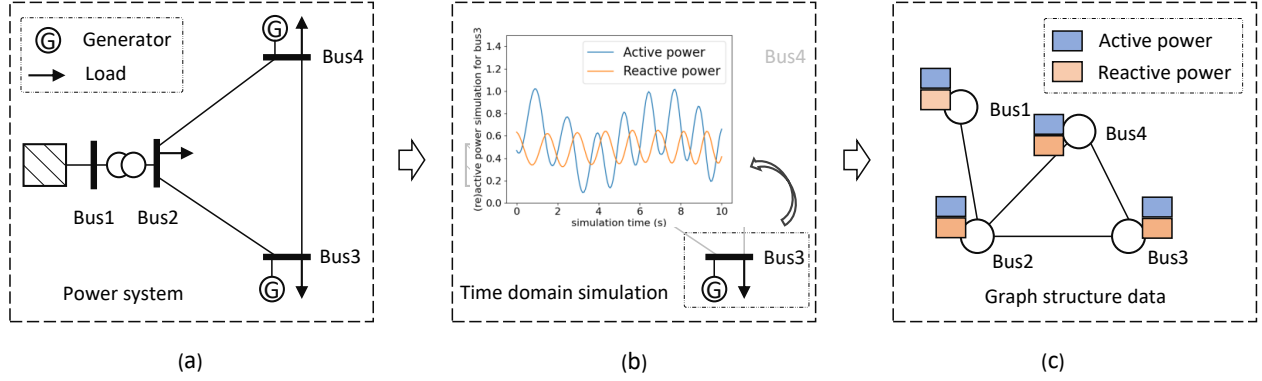 G Generator
Load
G
Bus4
Bus1
Bus2
Bus3
G
Power system
(a)
(re)active power simulation for bus3
1.4
1.2
1.0
0.8
0.6
0.4
0.2
0.0
0 2 4 6 8 10
simulation time (s)
Active power
Reactive power
Bus4
Bus3
G
Time domain simulation
(b)
Active power
Reactive power
Bus1
Bus4
Bus2
Bus3
Graph structure data
(c)